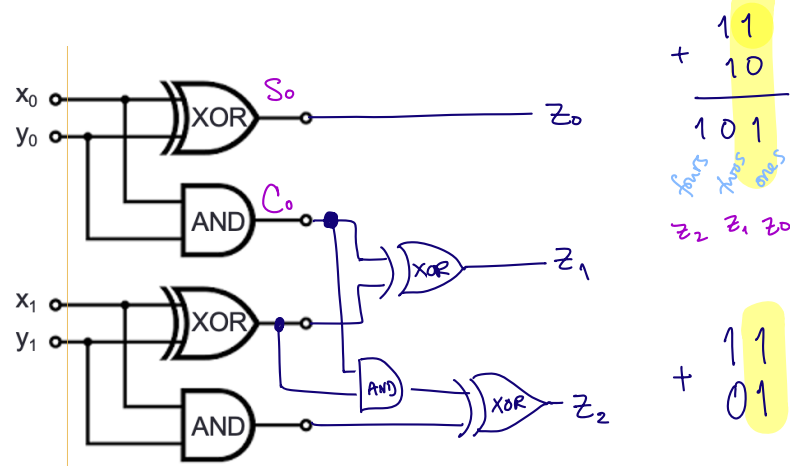 x0
y0
XOR
S0
Z0
AND
C0
x1
y1
XOR
XOR
Z1
AND
AND
XOR
Z2
11
+ 10
101
fours twos ones
Z2 Z1 Z0
11
+ 01